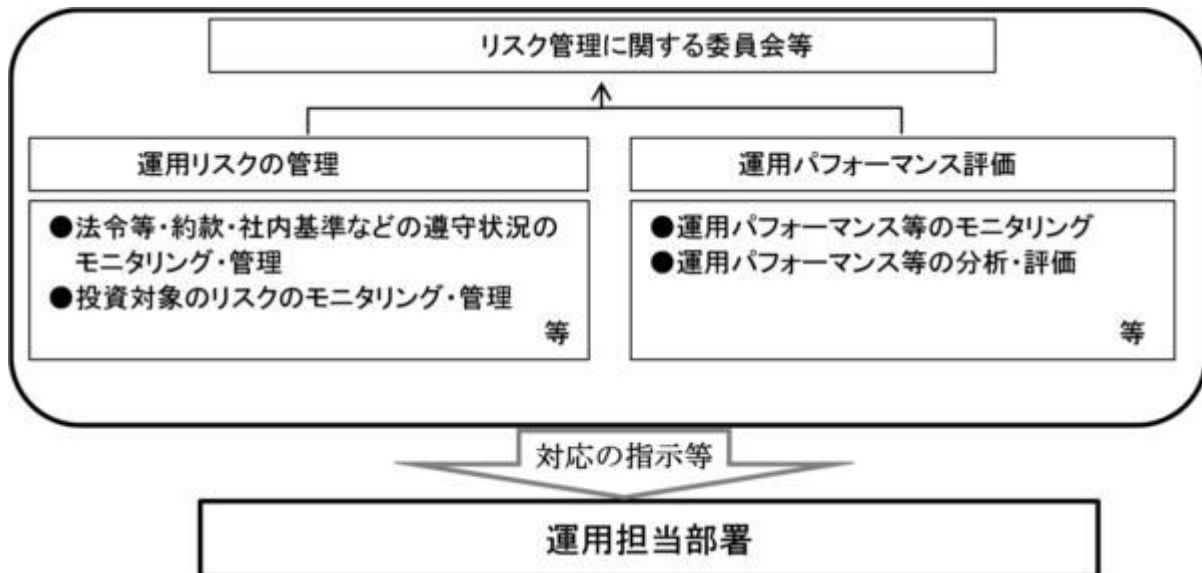 リスク管理に関する委員会等
運用リスクの管理
●法令等・約款・社内基準などの遵守状況の
モニタリング・管理
●投資対象のリスクのモニタリング・管理
等
運用パフォーマンス評価
●運用パフォーマンス等のモニタリング
●運用パフォーマンス等の分析・評価
等
対応の指示等
運用担当部署